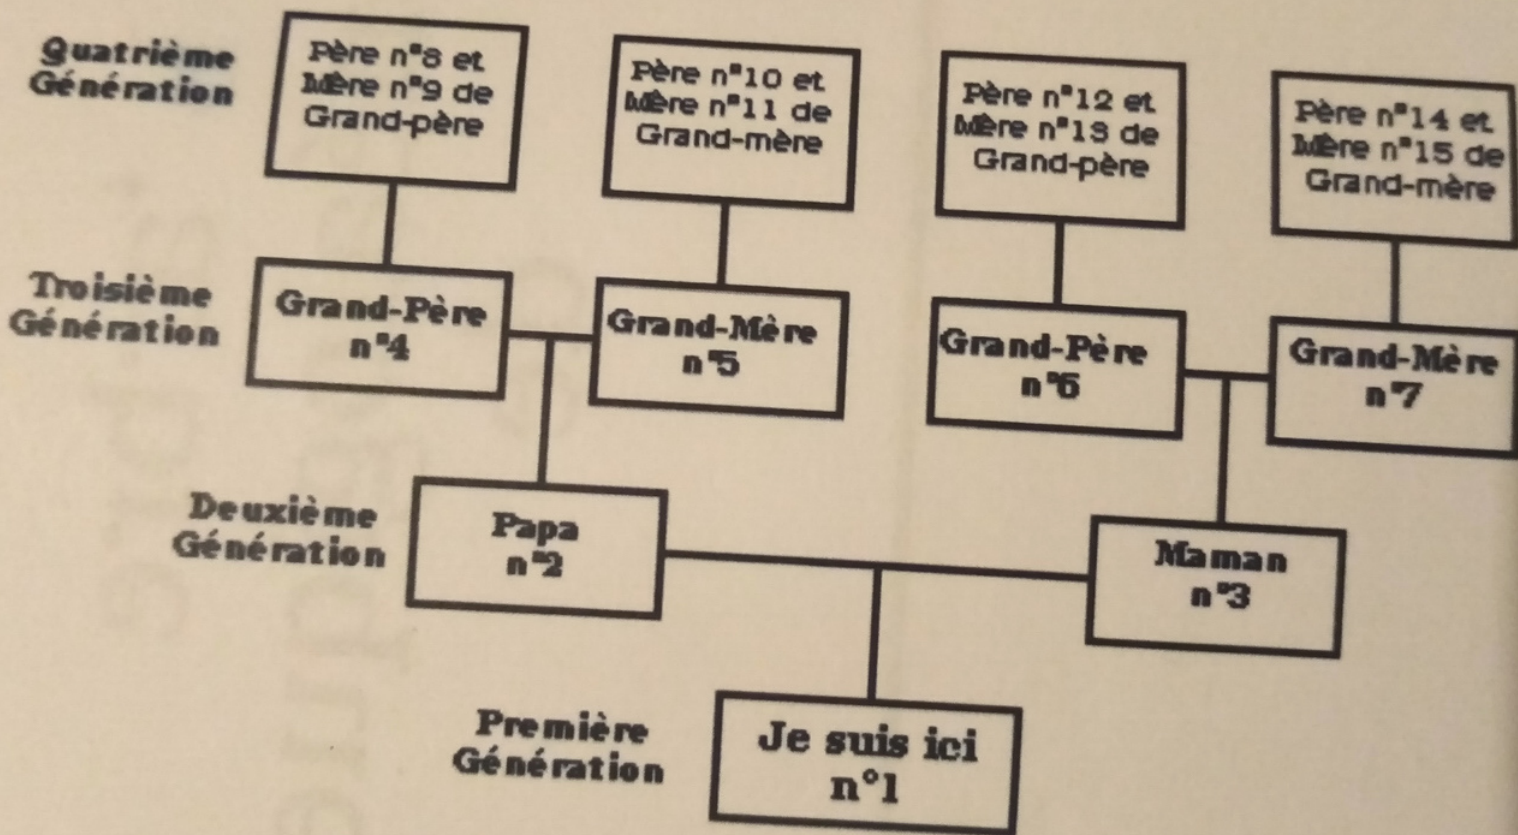 Quatrième
Génération
Père n°8 et
Mère n°9 de
Grand-père
Père n°10 et
Mère n°11 de
Grand-mère
Père n°12 et
Mère n°13 de
Grand-père
Père n°14 et
Mère n°15 de
Grand-mère
Troisième
Génération
Grand-Père
n°4
Grand-Mère
n°5
Grand-Père
n°6
Grand-Mère
n°7
Deuxième
Génération
Papa
n°2
Maman
n°3
Première
Génération
Je suis ici
n°1